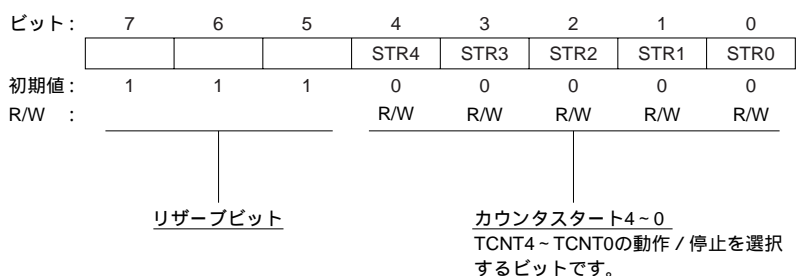 ビット: 7 6 5 4 3 2 1 0
STR4 STR3 STR2 STR1 STR0
初期値: 1 1 1 0 0 0 0 0
R/W : R/W R/W R/W R/W R/W
リザーブビット カウンタスタート4~0
TCNT4~TCNT0の動作/停止を選択
するビットです。